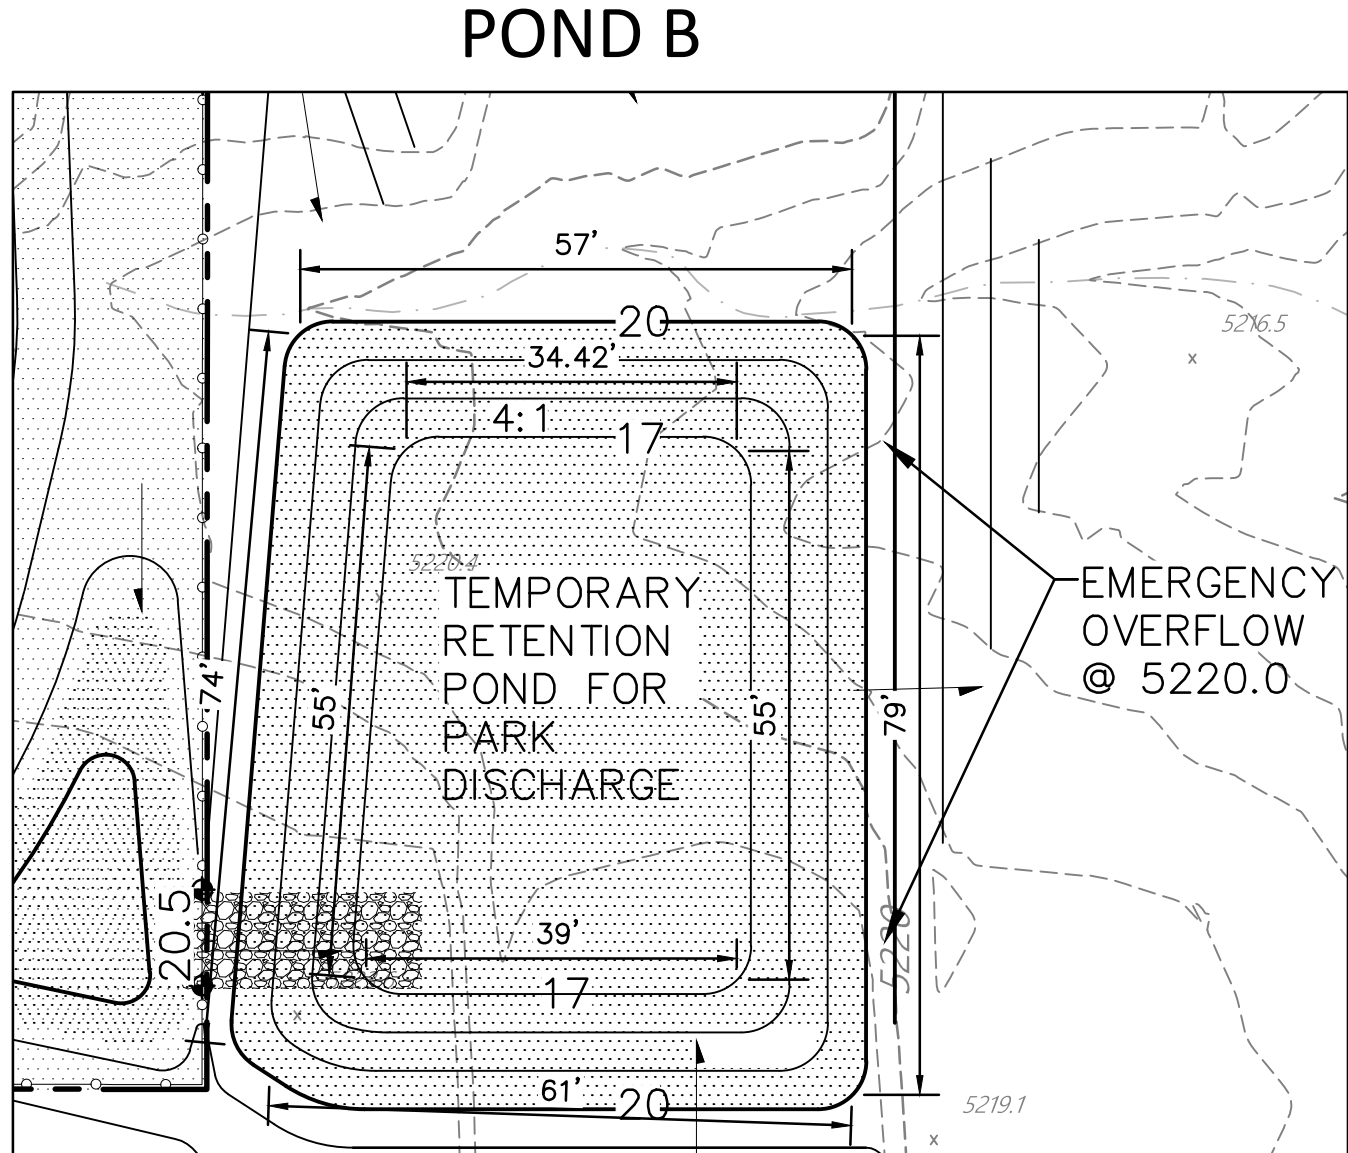 POND B
57'
20
34.42'
5216.5
4:1
17
5220.4
TEMPORARY
RETENTION
POND FOR
PARK
DISCHARGE
EMERGENCY
OVERFLOW
@ 5220.0
74'
55'
55'
79'
20.5
39'
17
5220
61'
20
5219.1